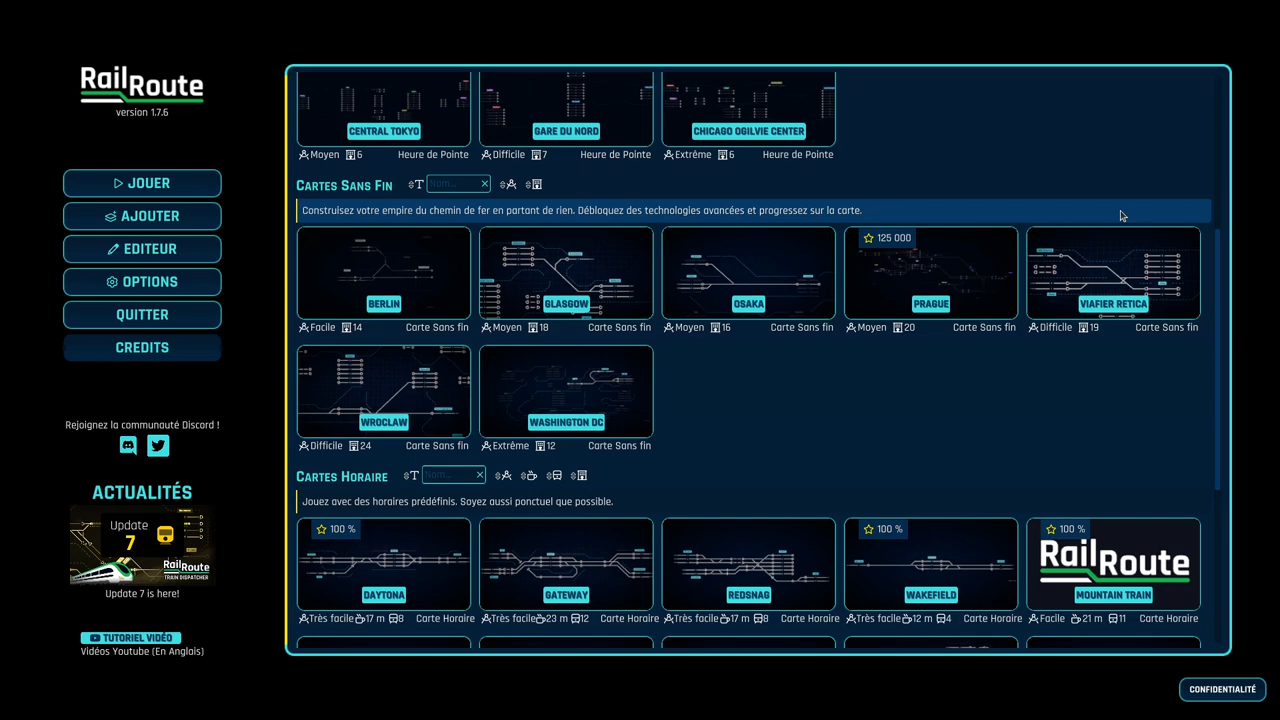 RailRoute
version 1.7.6
JOUER
AJOUTER
EDITEUR
OPTIONS
QUITTER
CREDITS
Rejoignez la communauté Discord !
ACTUALITÉS
Update
7
RailRoute
TRAIN DISPATCHER
Update 7 is here!
TUTORIEL VIDÉO
Vidéos Youtube (En Anglais)
CENTRAL TOKYO
GARE DU NORD
CHICAGO OGILVIE CENTER
Moyen 6 Heure de Pointe
Difficile 7 Heure de Pointe
Extrême 6 Heure de Pointe
Cartes Sans Fin T Nom...
Construisez votre empire du chemin de fer en partant de rien. Débloquez des technologies avancées et progressez sur la carte.
125 000
BERLIN
GLASGOW
OSAKA
PRAGUE
VIAFIER RETICA
Facile 14 Carte Sans fin
Moyen 18 Carte Sans fin
Moyen 16 Carte Sans fin
Moyen 20 Carte Sans fin
Difficile 19 Carte Sans fin
WROCLAW
WASHINGTON DC
Difficile 24 Carte Sans fin
Extrême 12 Carte Sans fin
Cartes Horaire T Nom...
Jouez avec des horaires prédéfinis. Soyez aussi ponctuel que possible.
100 %
100 %
100 %
RailRoute
DAYTONA
GATEWAY
REDSNAG
WAKEFIELD
MOUNTAIN TRAIN
Très facile 17 m 8 Carte Horaire
Très facile 23 m 12 Carte Horaire
Très facile 17 m 8 Carte Horaire
Très facile 12 m 4 Carte Horaire
Facile 21 m 11 Carte Horaire
CONFIDENTIALITÉ